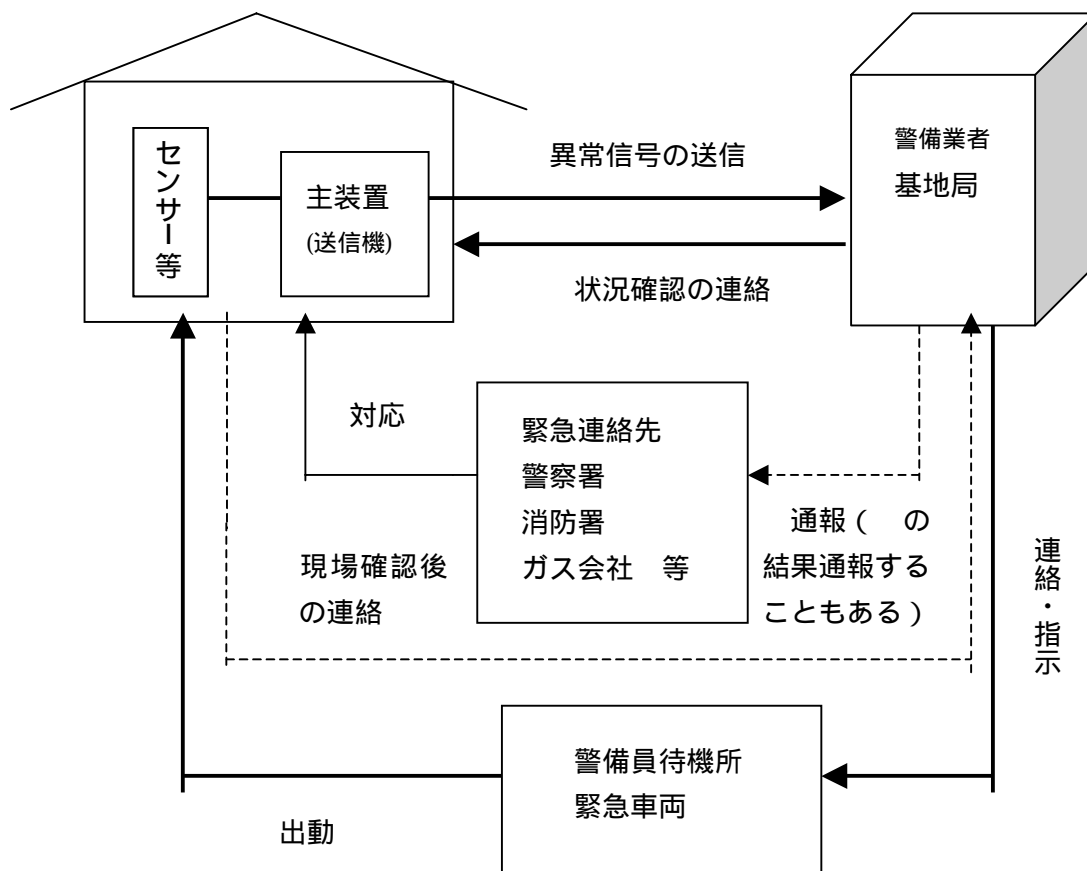 センサー等
主装置
(送信機)
異常信号の送信
警備業者
基地局
状況確認の連絡
対応
緊急連絡先
警察署
消防署
ガス会社　等
通報（　の
結果通報する
こともある）
現場確認後
の連絡
連絡・指示
警備員待機所
緊急車両
出動